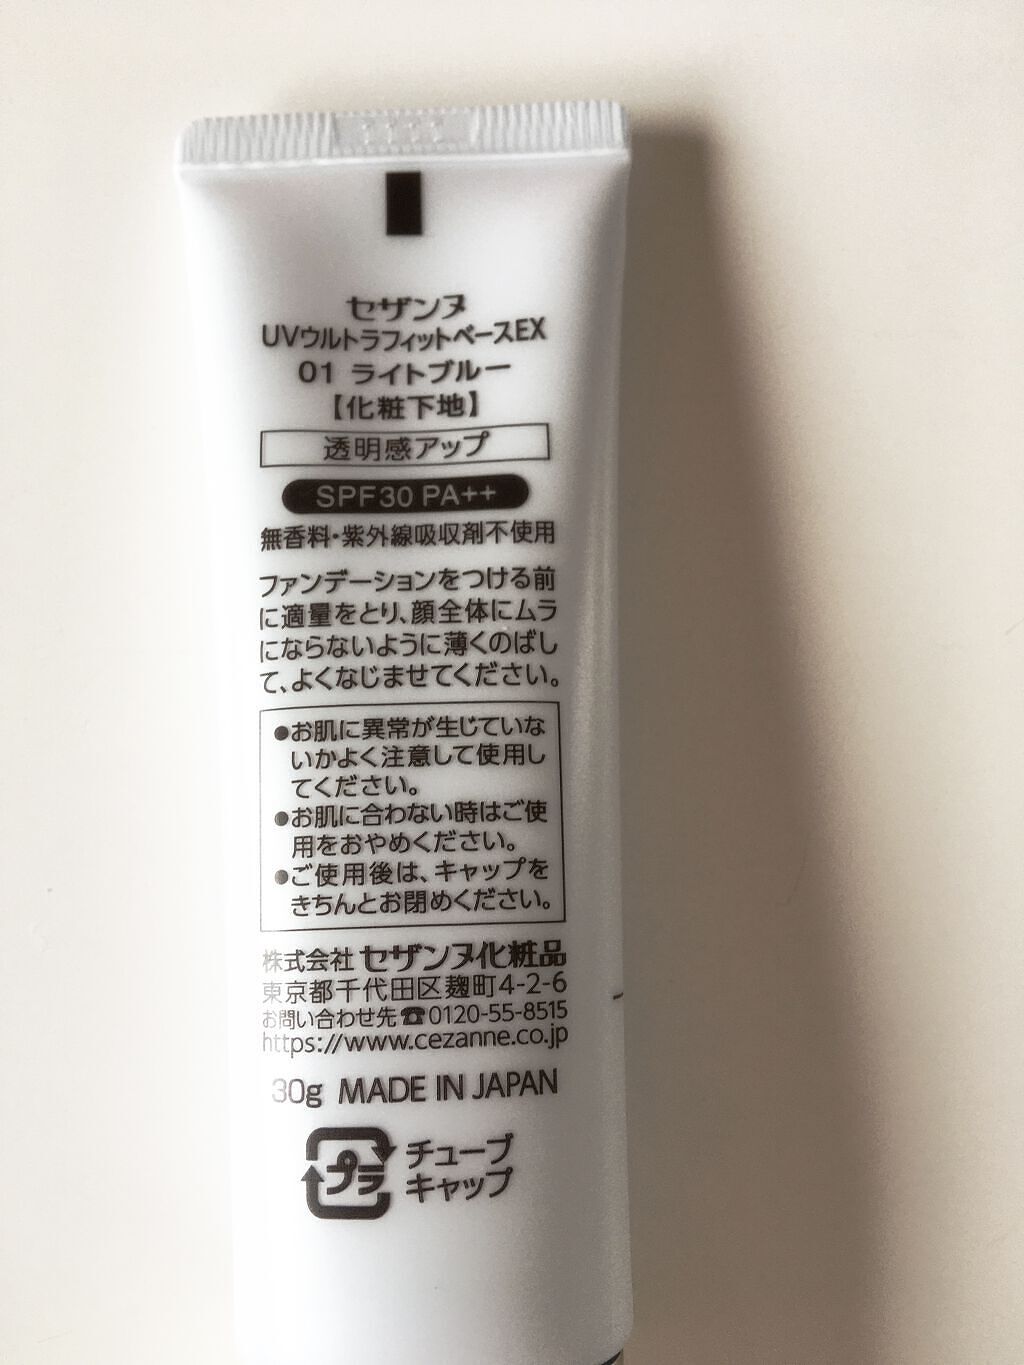 セザンヌ
UVウルトラフィットベースEX
01 ライトブルー
【化粧下地】
透明感アップ
SPF30 PA++
無香料・紫外線吸収剤不使用
ファンデーションをつける前
に適量をとり、顔全体にムラ
にならないように薄くのばし
て、よくなじませてください。
●お肌に異常が生じていな
いかよく注意して使用し
てください。
●お肌に合わない時はご使
用をおやめください。
●ご使用後は、キャップを
きちんとお閉めください。
株式会社 セザンヌ化粧品
東京都千代田区麹町4-2-6
お問い合わせ先☎0120-55-8515
https://www.cezanne.co.jp
30g MADE IN JAPAN
プラ チューブ
キャップ